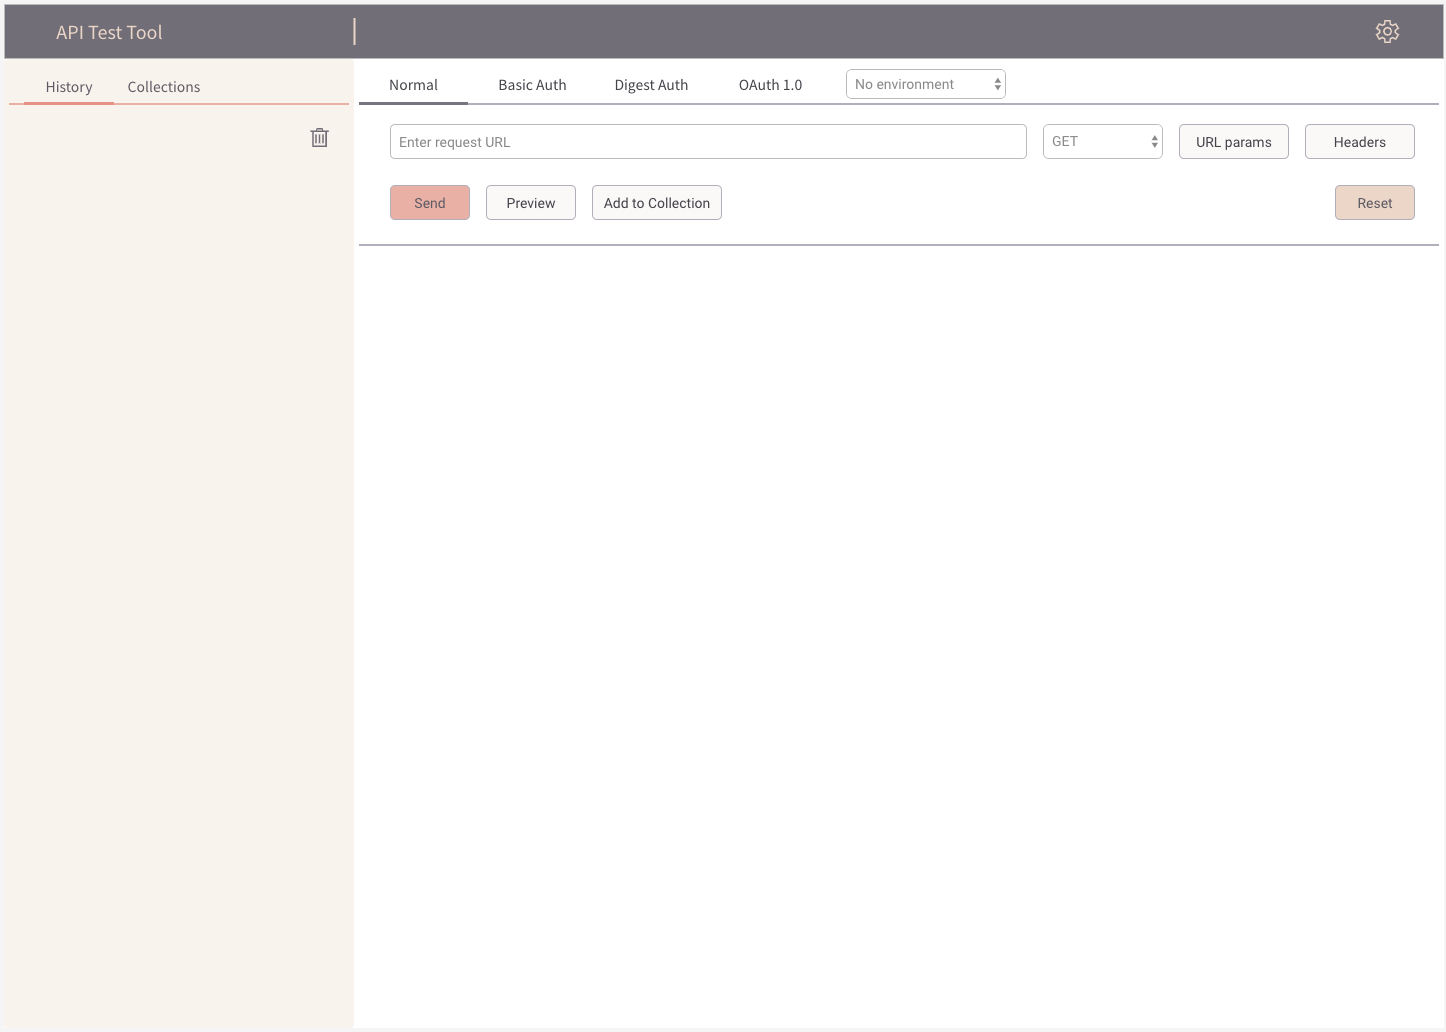 API Test Tool
History Collections
Normal Basic Auth Digest Auth OAuth 1.0 No environment
Enter request URL GET URL params Headers
Send Preview Add to Collection Reset